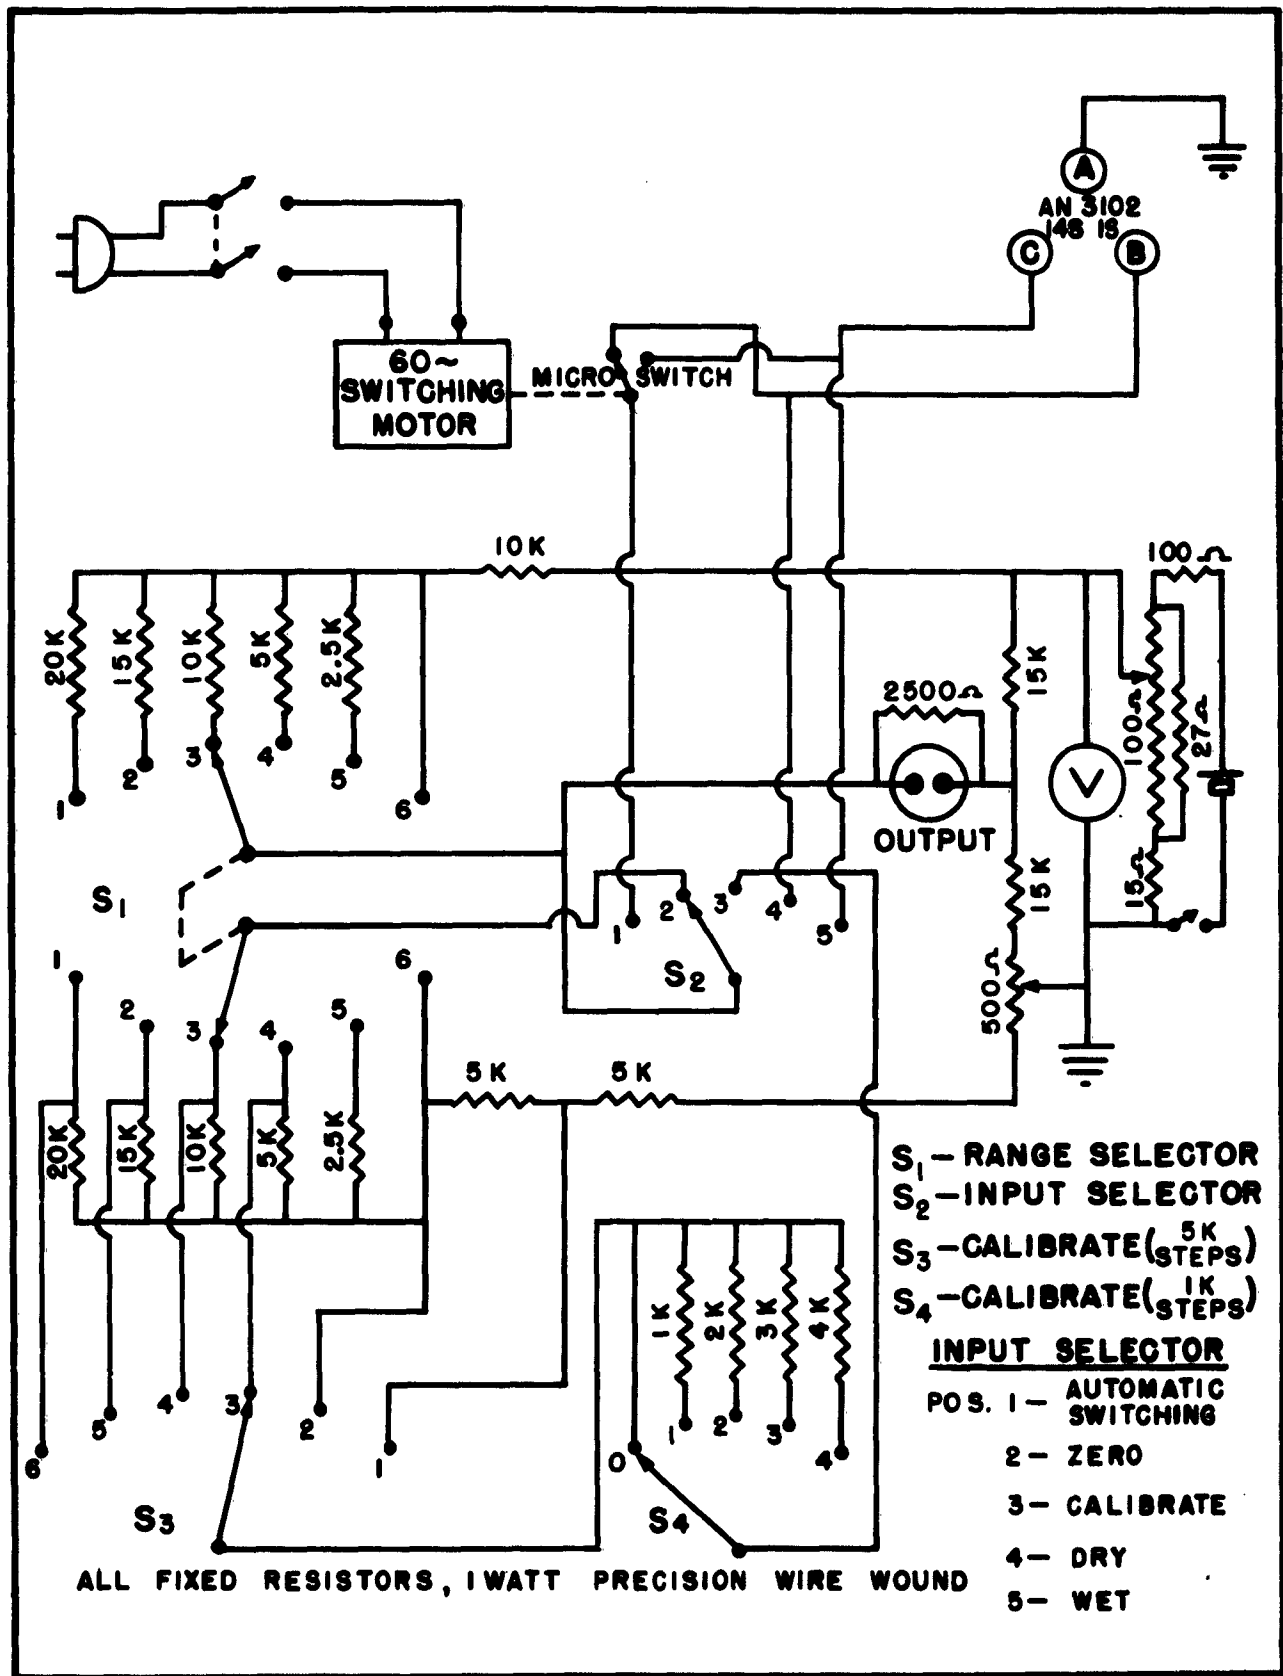 A
AN 3102
14S 1S
C
B
60~
SWITCHING
MOTOR
MICRO SWITCH
10K
100Ω
20K
15K
10K
5K
2.5K
2500Ω
15K
100Ω
27Ω
V
1
2
3
4
5
6
OUTPUT
15K
15Ω
S1
1
2
3
4
5
S2
500Ω
1
2
3
4
5
6
5K
5K
20K
15K
10K
5K
2.5K
S1 – RANGE SELECTOR
S2 – INPUT SELECTOR
S3 – CALIBRATE (5K STEPS)
S4 – CALIBRATE (1K STEPS)
1K
2K
3K
4K
INPUT SELECTOR
POS. 1 – AUTOMATIC SWITCHING
2 – ZERO
3 – CALIBRATE
4 – DRY
5 – WET
6
5
4
3
2
1
0
1
2
3
4
S3
S4
ALL FIXED RESISTORS, 1 WATT PRECISION WIRE WOUND